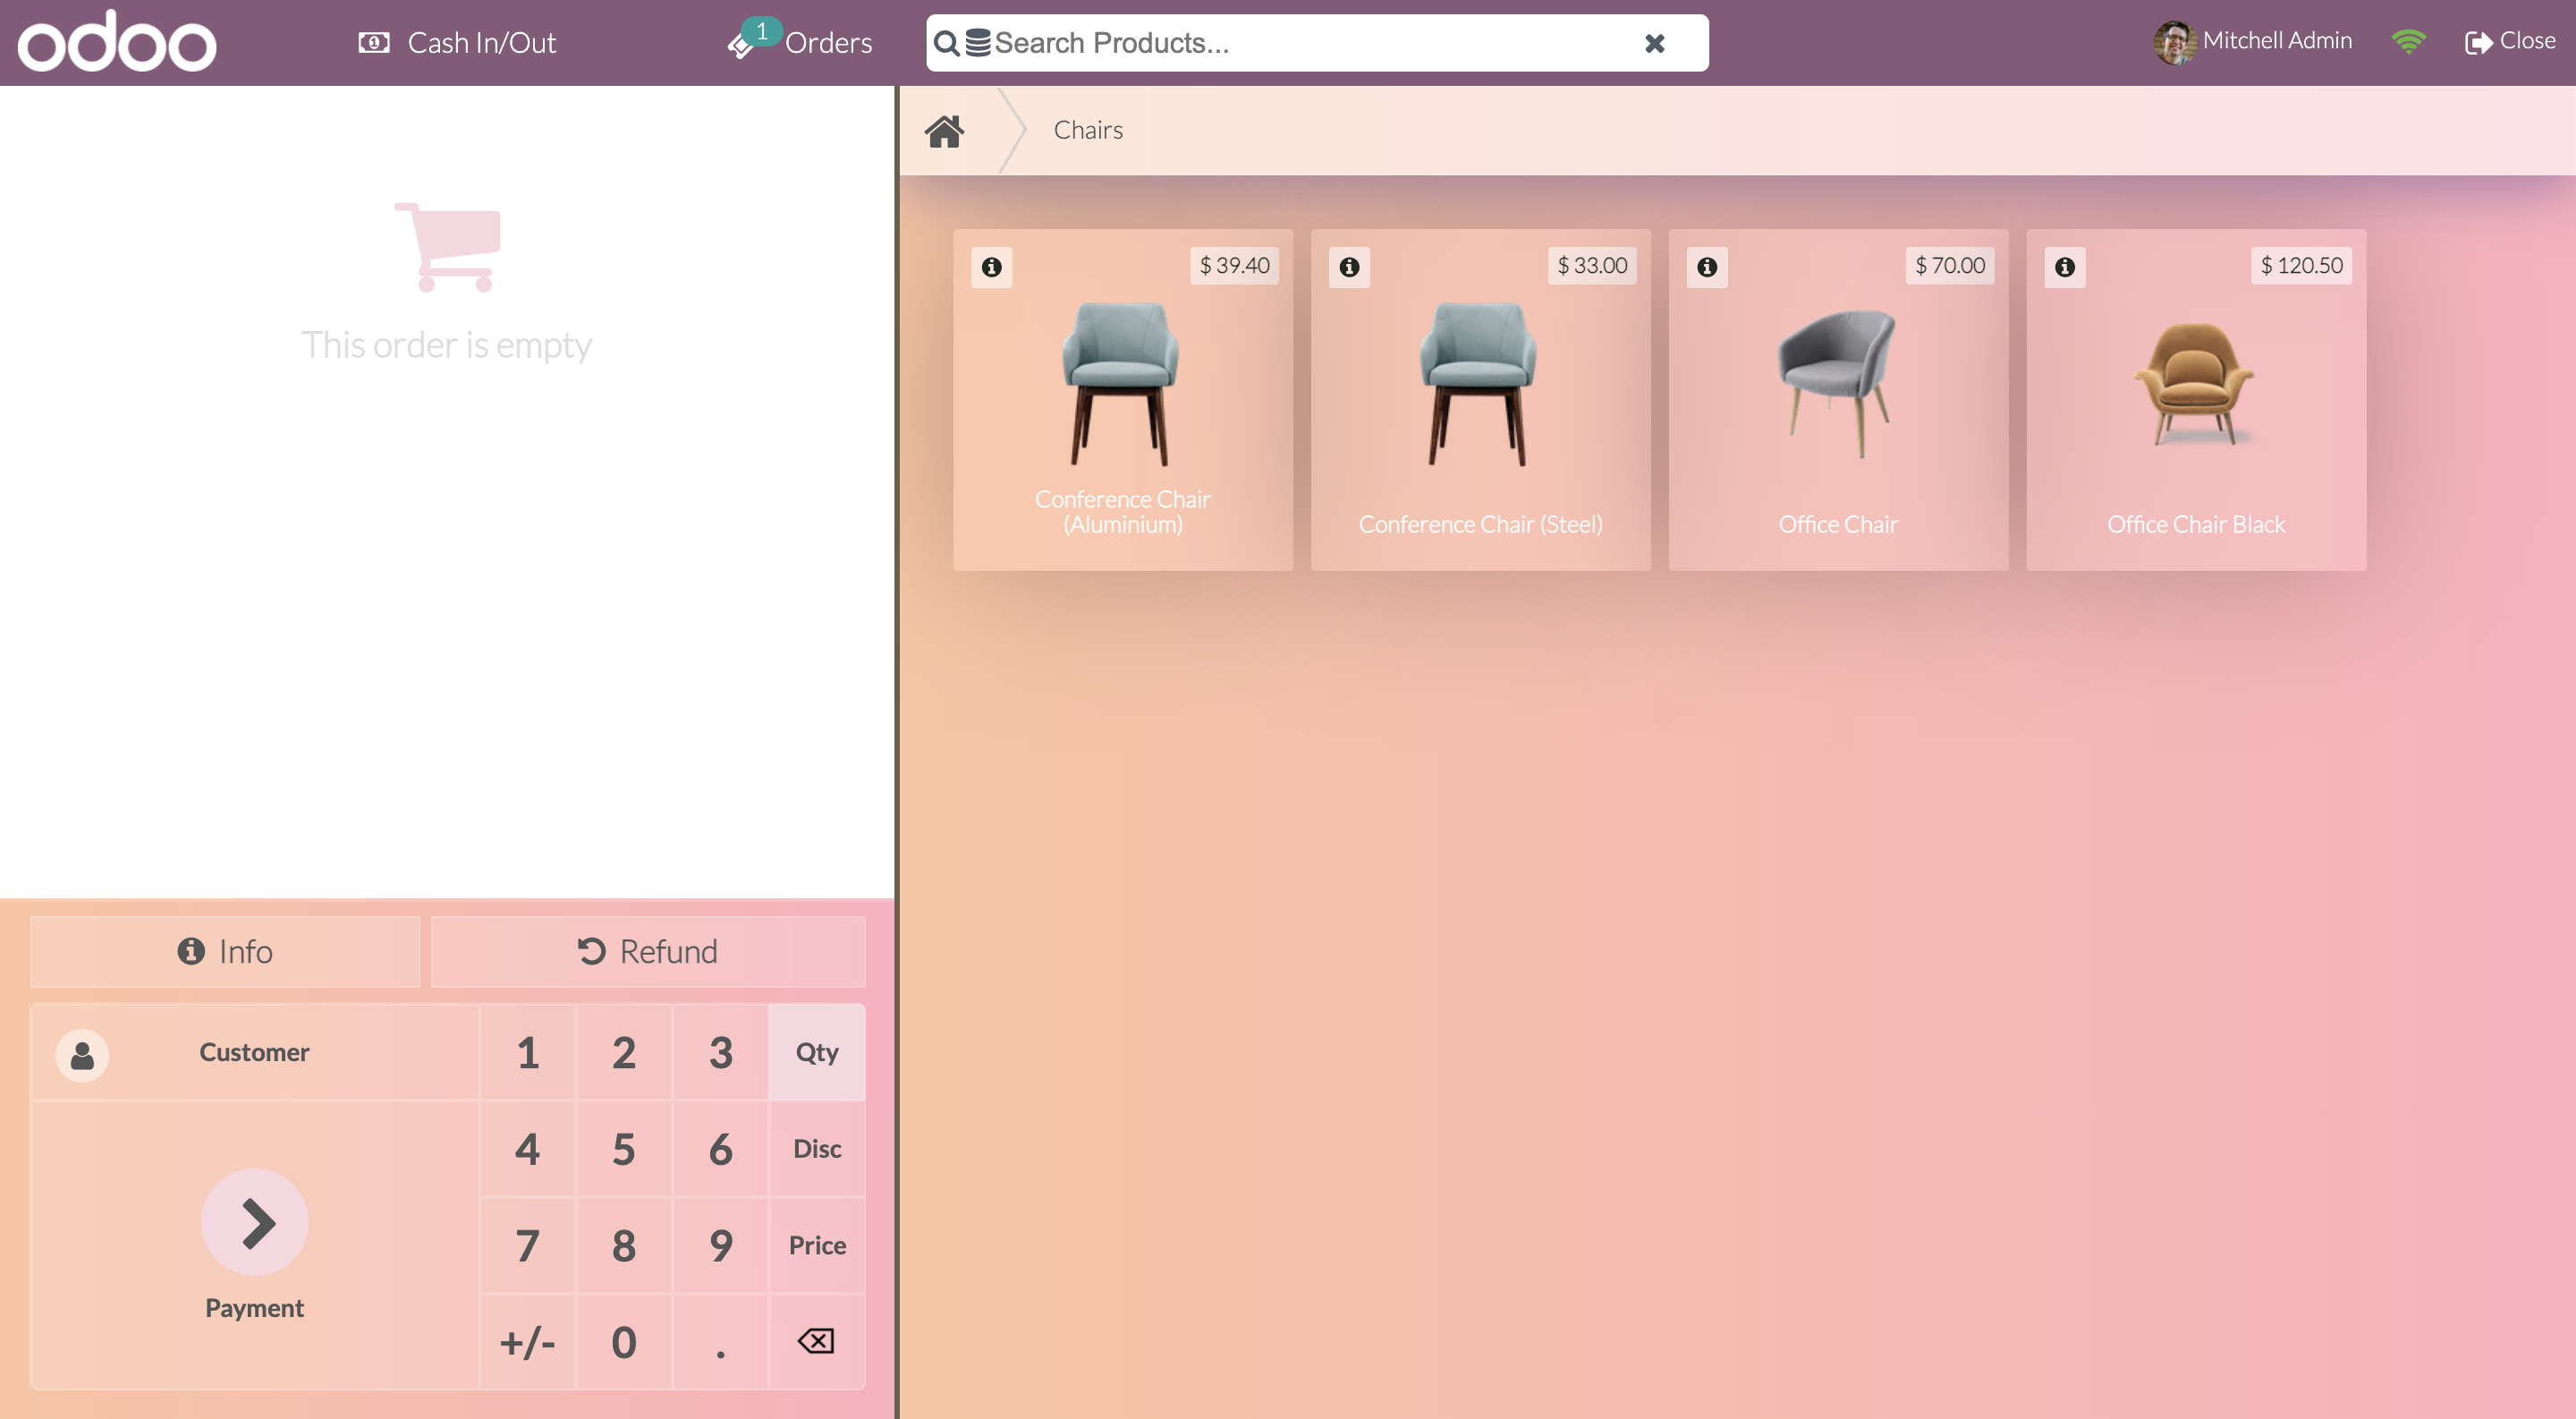 odoo
Cash In/Out
1
Orders
Search Products...
Mitchell Admin
Close
This order is empty
Chairs
$ 39.40
Conference Chair
(Aluminium)
$ 33.00
Conference Chair (Steel)
$ 70.00
Office Chair
$ 120.50
Office Chair Black
Info
Refund
Customer
1
2
3
Qty
4
5
6
Disc
7
8
9
Price
Payment
+/-
0
.